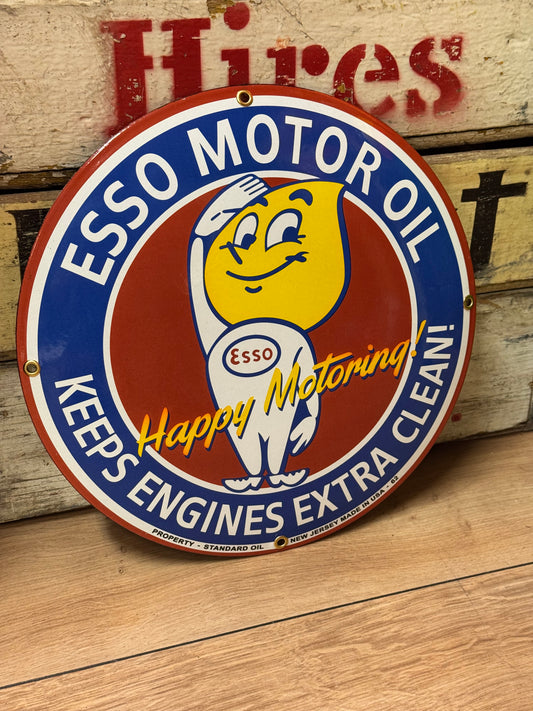 Hires
ESSO MOTOR OIL
ESSO
Happy Motoring!
KEEPS ENGINES EXTRA CLEAN!
PROPERTY - STANDARD OIL NEW JERSEY MADE IN USA - 62